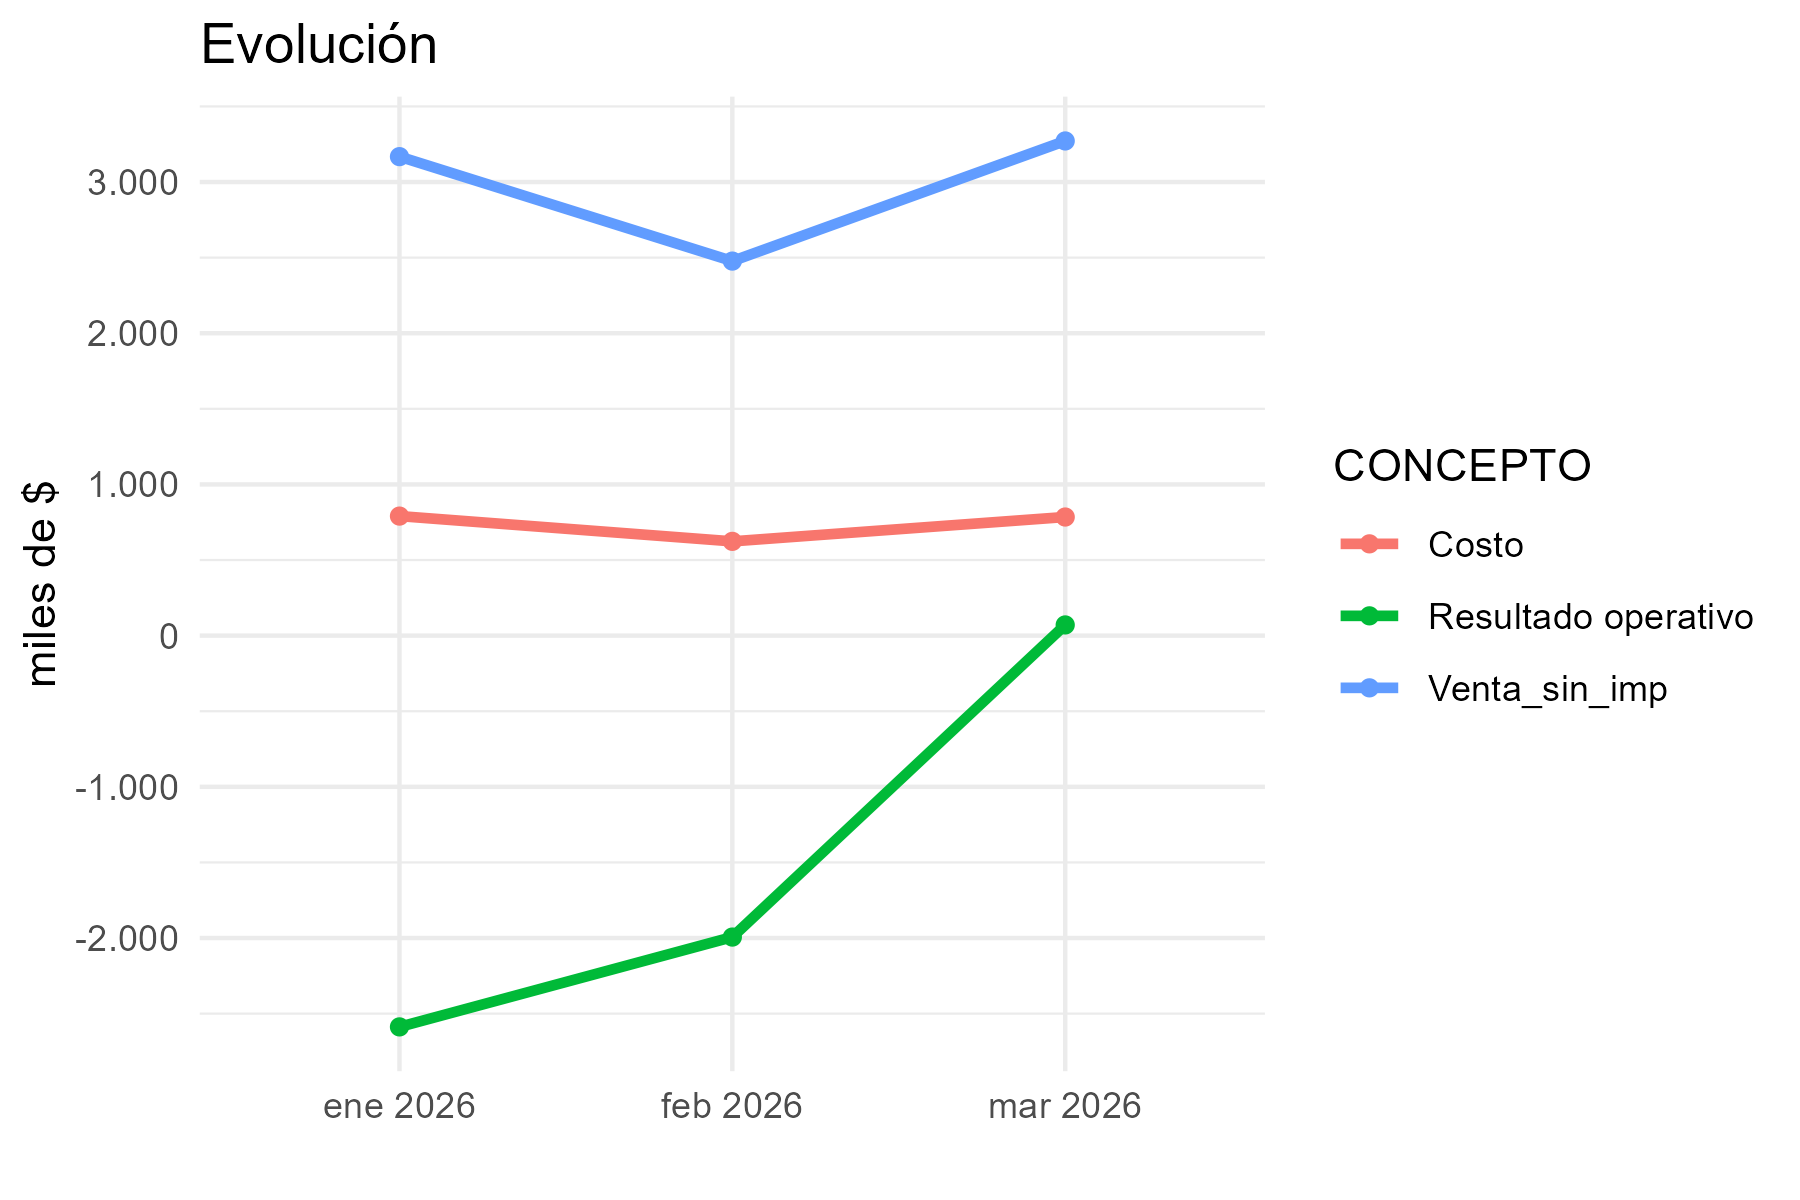 Evolución
miles de $
3.000
2.000
1.000
0
-1.000
-2.000
ene 2026
feb 2026
mar 2026
CONCEPTO
Costo
Resultado operativo
Venta_sin_imp